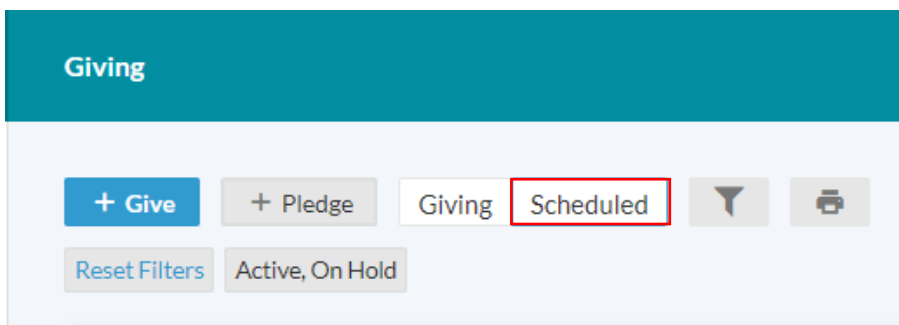 Giving
+ Give + Pledge Giving Scheduled
Reset Filters Active, On Hold